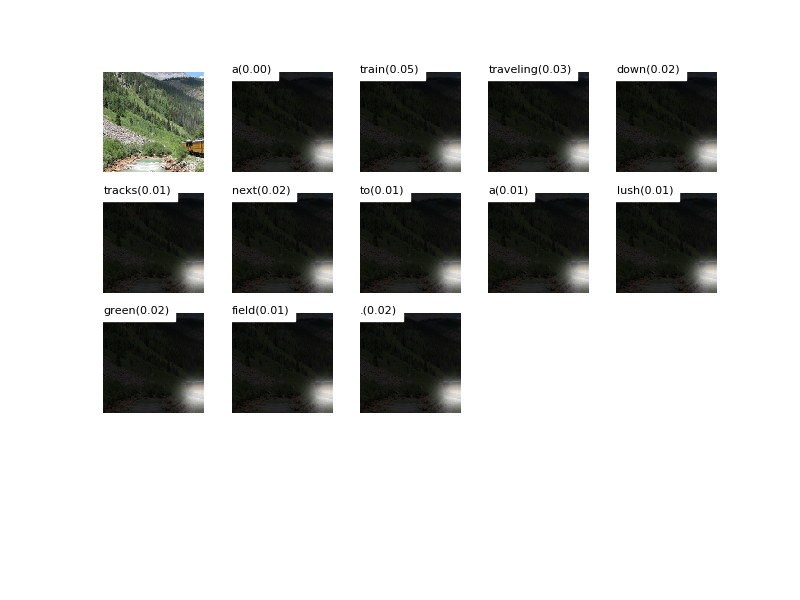 a(0.00) train(0.05) traveling(0.03) down(0.02)
tracks(0.01) next(0.02) to(0.01) a(0.01) lush(0.01)
green(0.02) field(0.01) .(0.02)